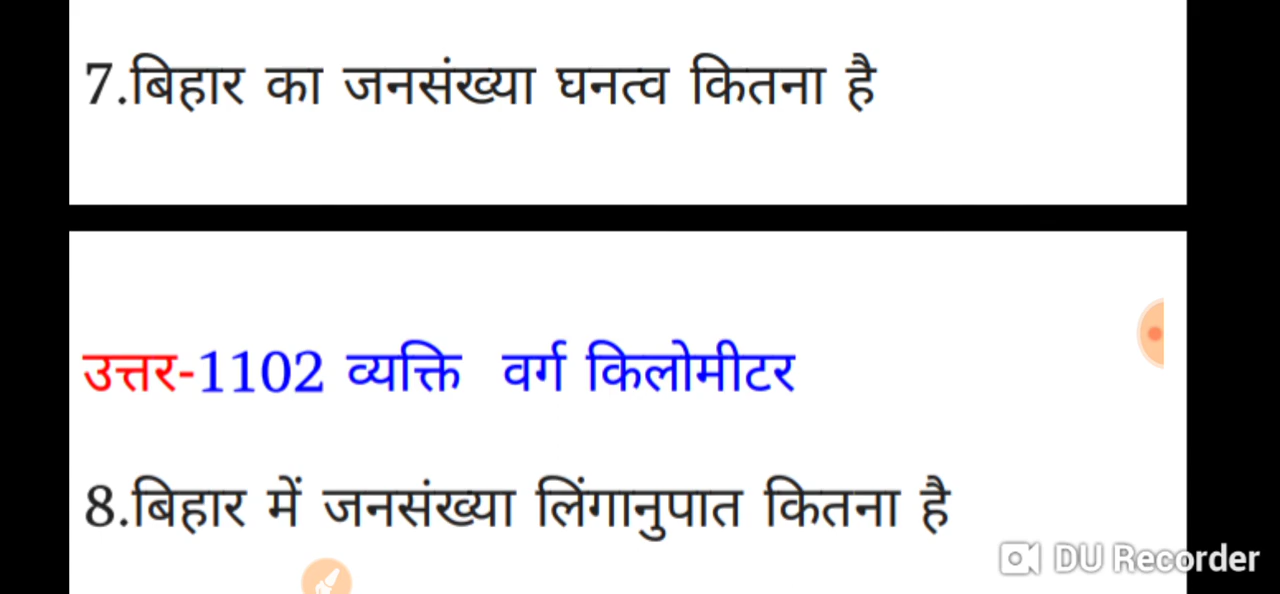 7.बिहार का जनसंख्या घनत्व कितना है
उत्तर-1102 व्यक्ति वर्ग किलोमीटर
8.बिहार में जनसंख्या लिंगानुपात कितना है
DU Recorder